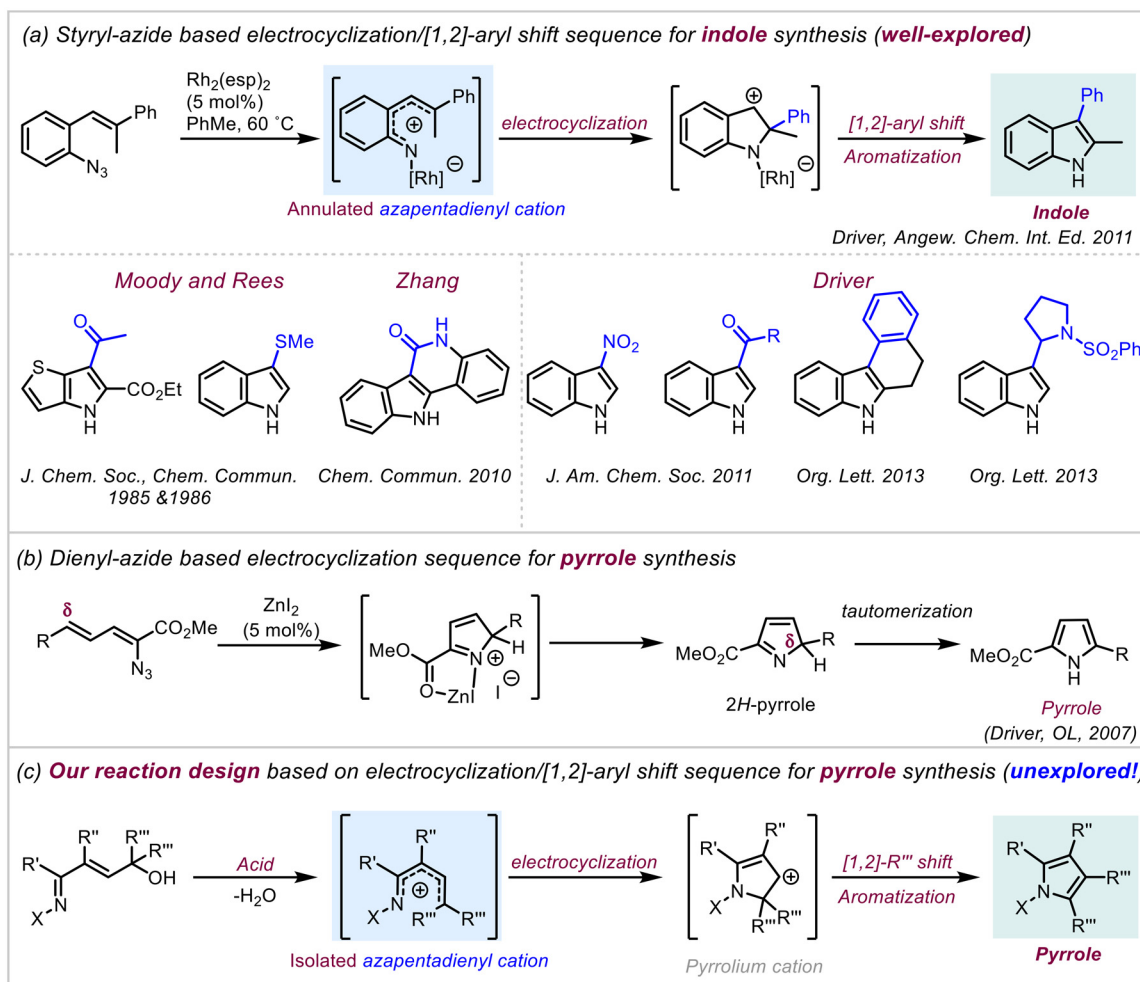 (a) Styryl-azide based electrocyclization/[1,2]-aryl shift sequence for indole synthesis (well-explored)
Ph
N3
Rh2(esp)2
(5 mol%)
PhMe, 60 °C
Ph
+
N
[Rh]
−
Annulated azapentadienyl cation
electrocyclization
+
Ph
N
[Rh]
−
[1,2]-aryl shift
Aromatization
Ph
N
H
Indole
Driver, Angew. Chem. Int. Ed. 2011
Moody and Rees
Zhang
Driver
O
S
CO2Et
N
H
SMe
N
H
H
N
O
NH
NO2
N
H
O
R
N
H
N
H
N
SO2Ph
N
H
J. Chem. Soc., Chem. Commun.
1985 &1986
Chem. Commun. 2010
J. Am. Chem. Soc. 2011
Org. Lett. 2013
Org. Lett. 2013
(b) Dienyl-azide based electrocyclization sequence for pyrrole synthesis
δ
R
CO2Me
N3
ZnI2
(5 mol%)
R
H
OMe
N
+
O
ZnI
I
−
MeO2C
N
δ
R
H
2H-pyrrole
tautomerization
MeO2C
N
H
R
Pyrrole
(Driver, OL, 2007)
(c) Our reaction design based on electrocyclization/[1,2]-aryl shift sequence for pyrrole synthesis (unexplored!)
R'
R''
R'''
R'''
OH
N
X
Acid
-H2O
R'
R''
+
N
X
R'''
R'''
Isolated azapentadienyl cation
electrocyclization
R'
R''
+
N
X
R'''
R'''
Pyrrolium cation
[1,2]-R''' shift
Aromatization
R'
R''
R'''
N
X
R'''
Pyrrole